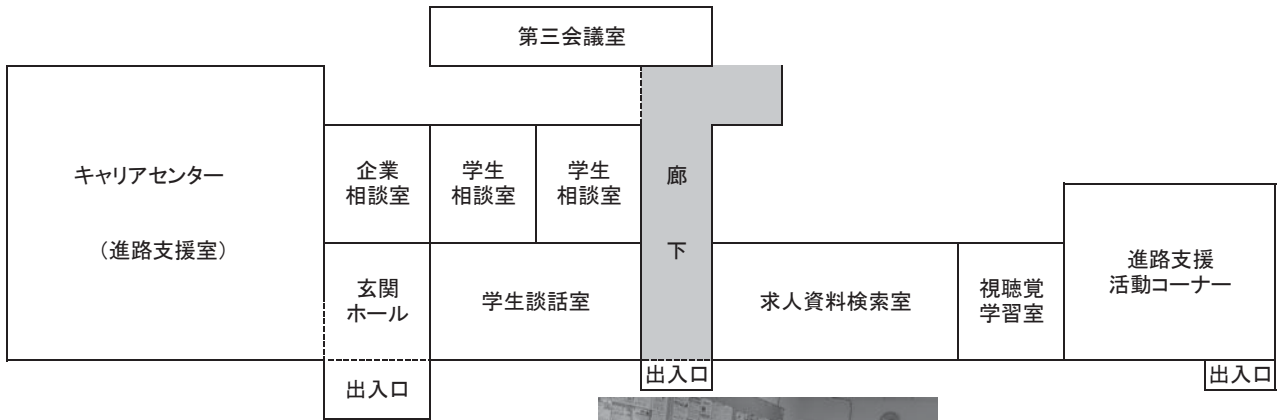 第三会議室
キャリアセンター
（進路支援室）
企業
相談室
学生
相談室
学生
相談室
廊
下
玄関
ホール
学生談話室
求人資料検索室
視聴覚
学習室
進路支援
活動コーナー
出入口
出入口
出入口